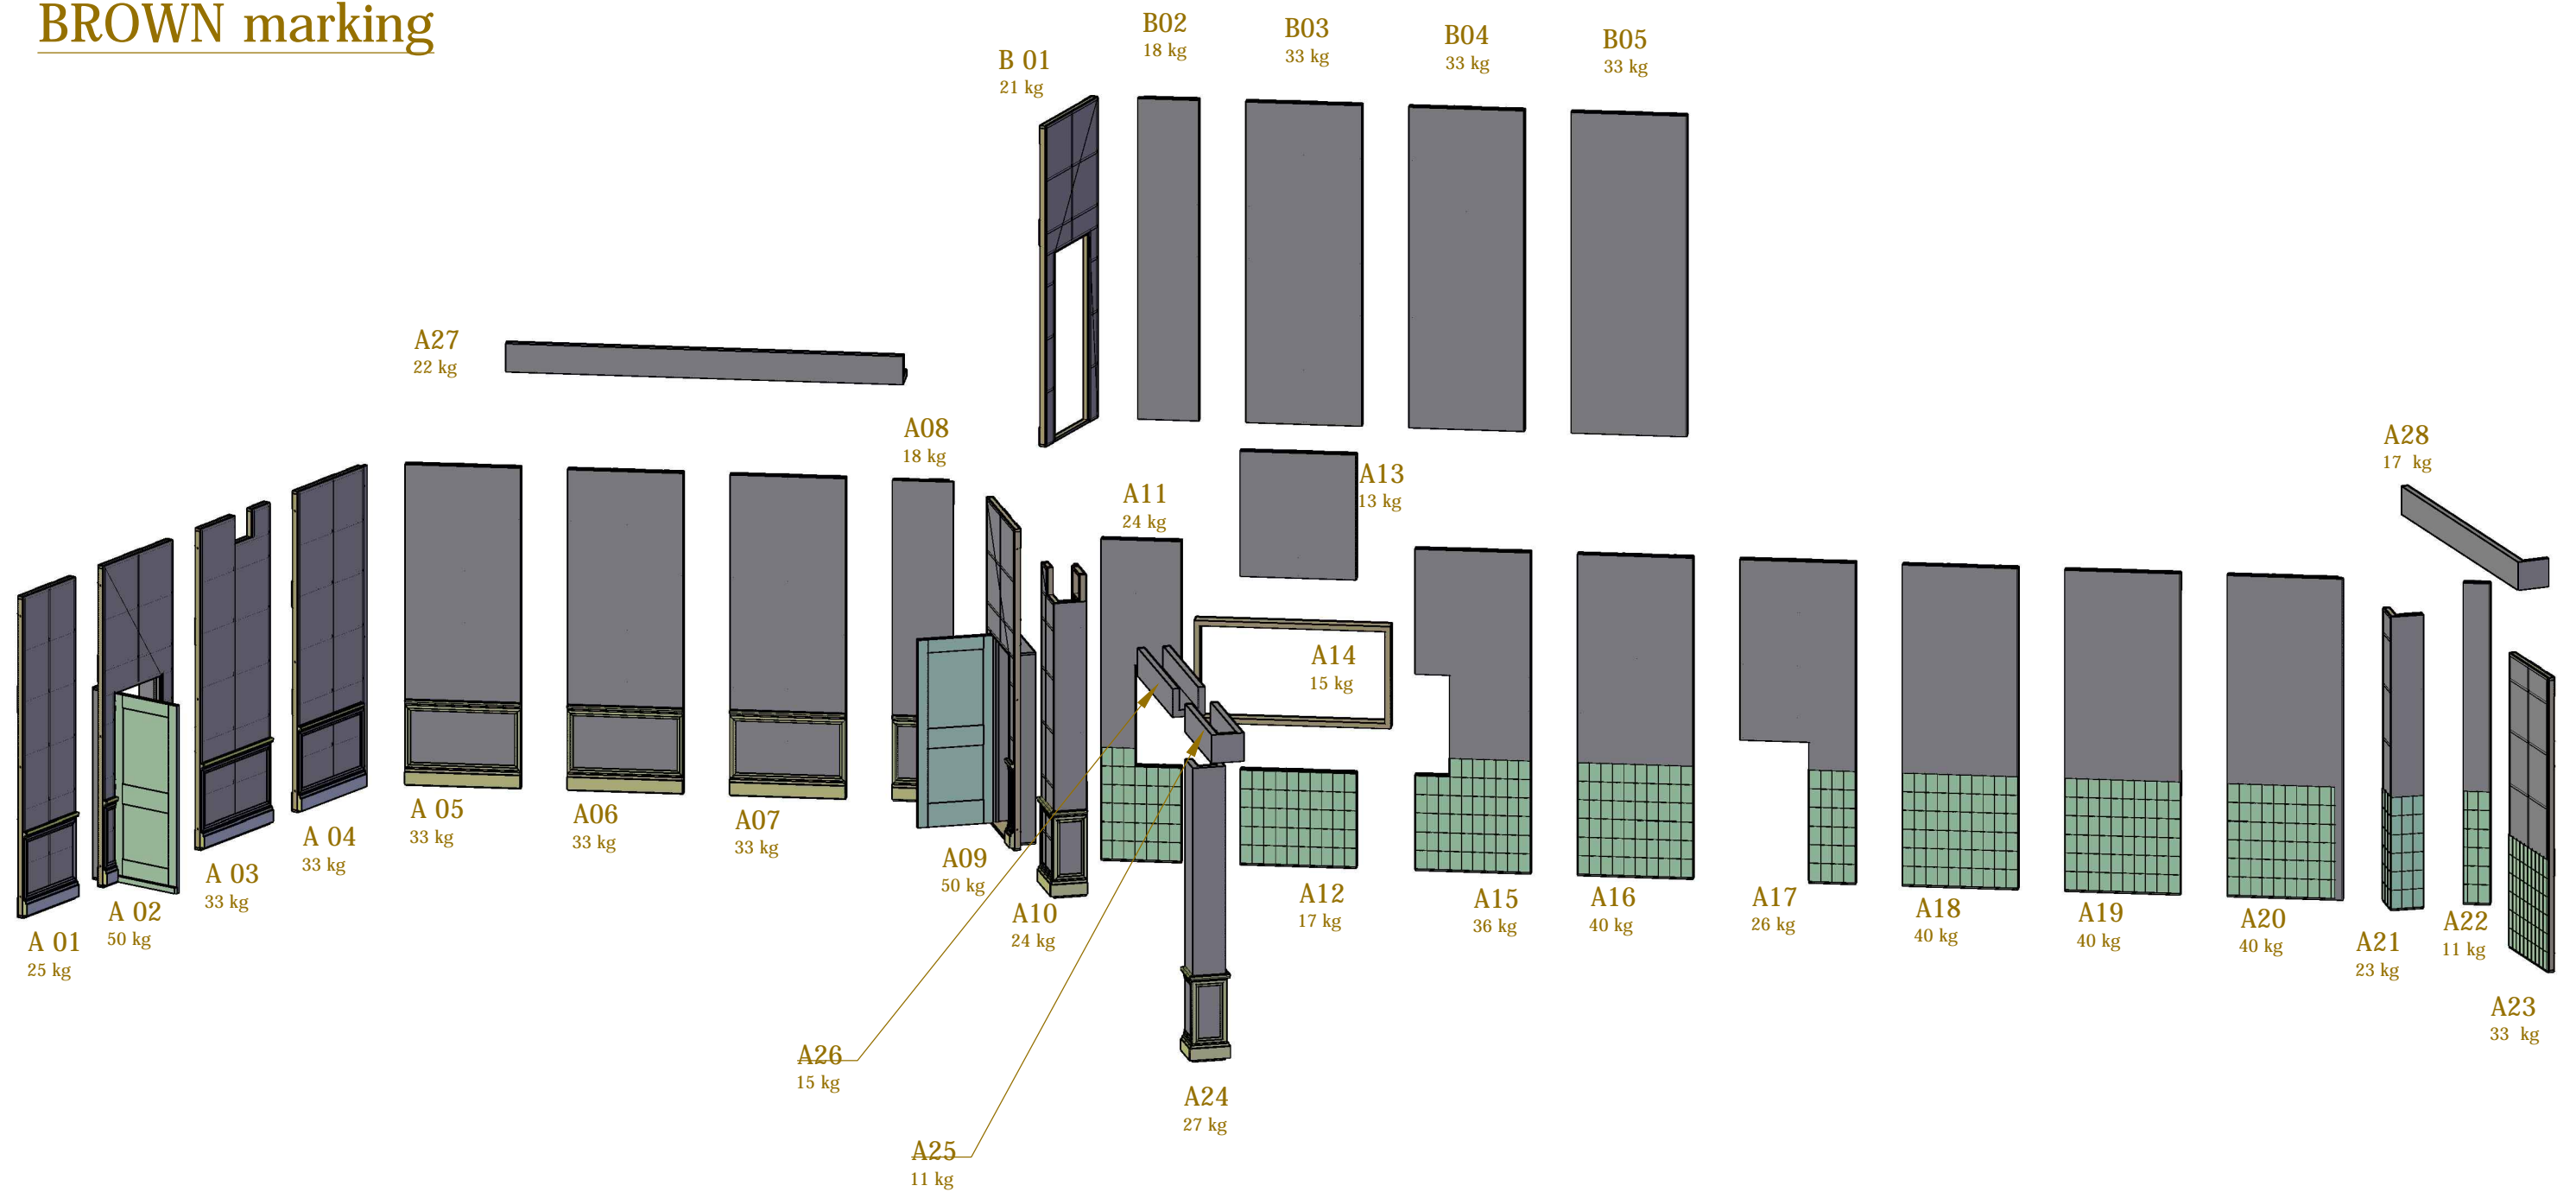 BROWN marking
B 01
21 kg
B02
18 kg
B03
33 kg
B04
33 kg
B05
33 kg
A27
22 kg
A08
18 kg
A11
24 kg
A13
13 kg
A14
15 kg
A28
17 kg
A 01
25 kg
A 02
50 kg
A 03
33 kg
A 04
33 kg
A 05
33 kg
A06
33 kg
A07
33 kg
A09
50 kg
A10
24 kg
A12
17 kg
A15
36 kg
A16
40 kg
A17
26 kg
A18
40 kg
A19
40 kg
A20
40 kg
A21
23 kg
A22
11 kg
A23
33 kg
A26
15 kg
A24
27 kg
A25
11 kg